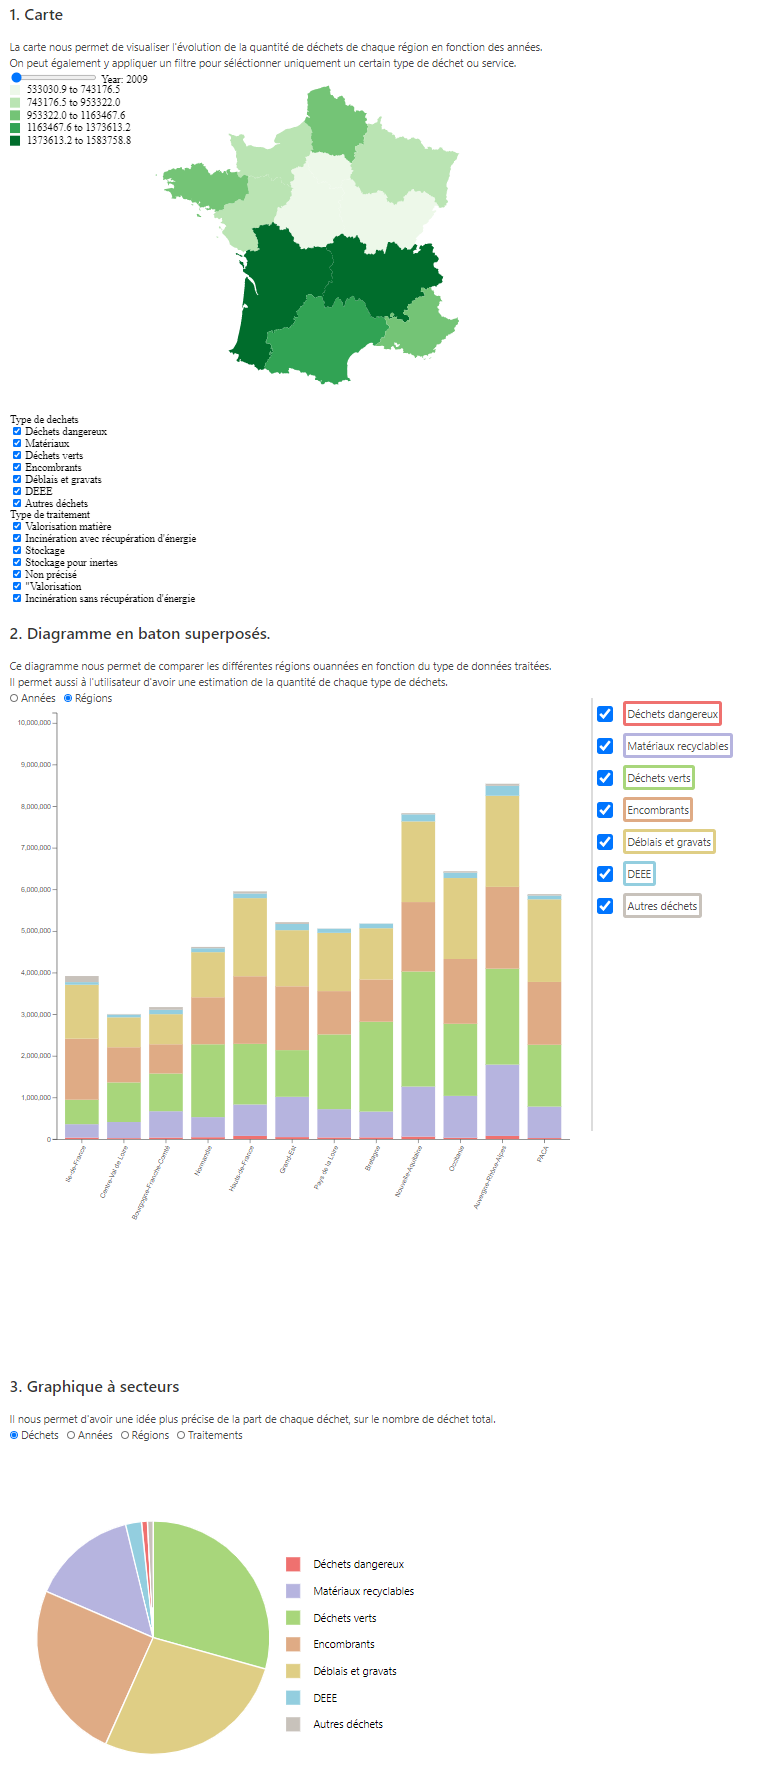 1. Carte
La carte nous permet de visualiser l'évolution de la quantité de déchets de chaque région en fonction des années.
On peut également y appliquer un filtre pour séléctionner uniquement un certain type de déchet ou service.
Year: 2009
533030.9 to 743176.5
743176.5 to 953322.0
953322.0 to 1163467.6
1163467.6 to 1373613.2
1373613.2 to 1583758.8
Type de dechets
Déchets dangereux
Matériaux
Déchets verts
Encombrants
Déblais et gravats
DEEE
Autres déchets
Type de traitement
Valorisation matière
Incinération avec récupération d'énergie
Stockage
Stockage pour inertes
Non précisé
"Valorisation
Incinération sans récupération d'énergie
2. Diagramme en baton superposés.
Ce diagramme nous permet de comparer les différentes régions ouannées en fonction du type de données traitées.
Il permet aussi à l'utilisateur d'avoir une estimation de la quantité de chaque type de déchets.
Années Régions
10,000,000
9,000,000
8,000,000
7,000,000
6,000,000
5,000,000
4,000,000
3,000,000
2,000,000
1,000,000
0
Ile-de-France
Centre-Val de Loire
Bourgogne-Franche-Comté
Normandie
Hauts-de-France
Grand-Est
Pays de la Loire
Bretagne
Nouvelle-Aquitaine
Occitanie
Auvergne-Rhône-Alpes
PACA
Déchets dangereux
Matériaux recyclables
Déchets verts
Encombrants
Déblais et gravats
DEEE
Autres déchets
3. Graphique à secteurs
Il nous permet d'avoir une idée plus précise de la part de chaque déchet, sur le nombre de déchet total.
Déchets Années Régions Traitements
Déchets dangereux
Matériaux recyclables
Déchets verts
Encombrants
Déblais et gravats
DEEE
Autres déchets